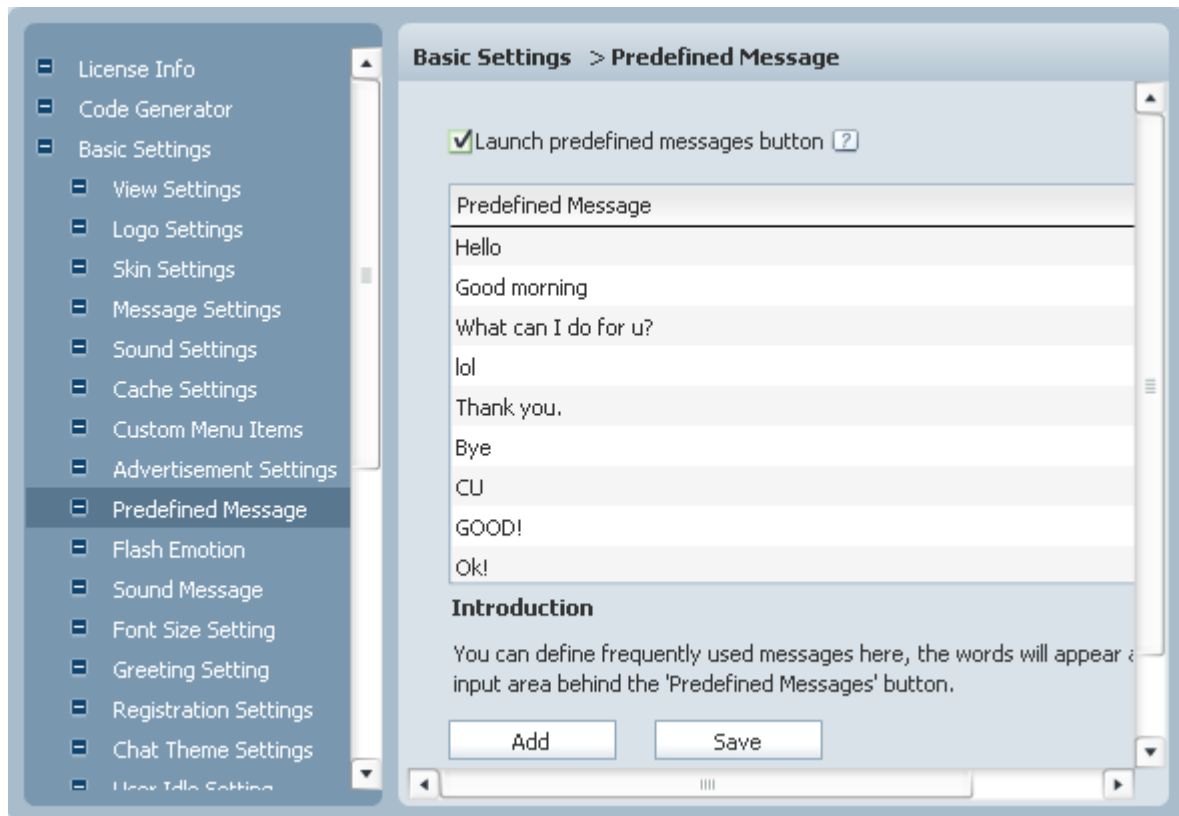 License Info
Code Generator
Basic Settings
View Settings
Logo Settings
Skin Settings
Message Settings
Sound Settings
Cache Settings
Custom Menu Items
Advertisement Settings
Predefined Message
Flash Emotion
Sound Message
Font Size Setting
Greeting Setting
Registration Settings
Chat Theme Settings
User Idle Setting
Basic Settings > Predefined Message
Launch predefined messages button ?
Predefined Message
Hello
Good morning
What can I do for u?
lol
Thank you.
Bye
CU
GOOD!
Ok!
Introduction
You can define frequently used messages here, the words will appear
input area behind the 'Predefined Messages' button.
Add Save